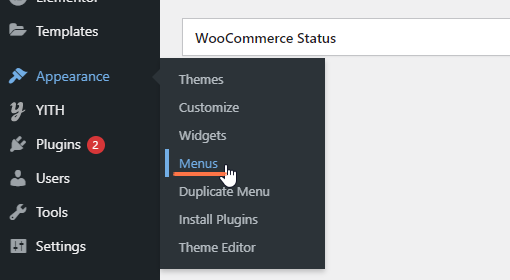 Elementor
Templates
WooCommerce Status
Appearance
YITH
Plugins 2
Users
Tools
Settings
Themes
Customize
Widgets
Menus
Duplicate Menu
Install Plugins
Theme Editor